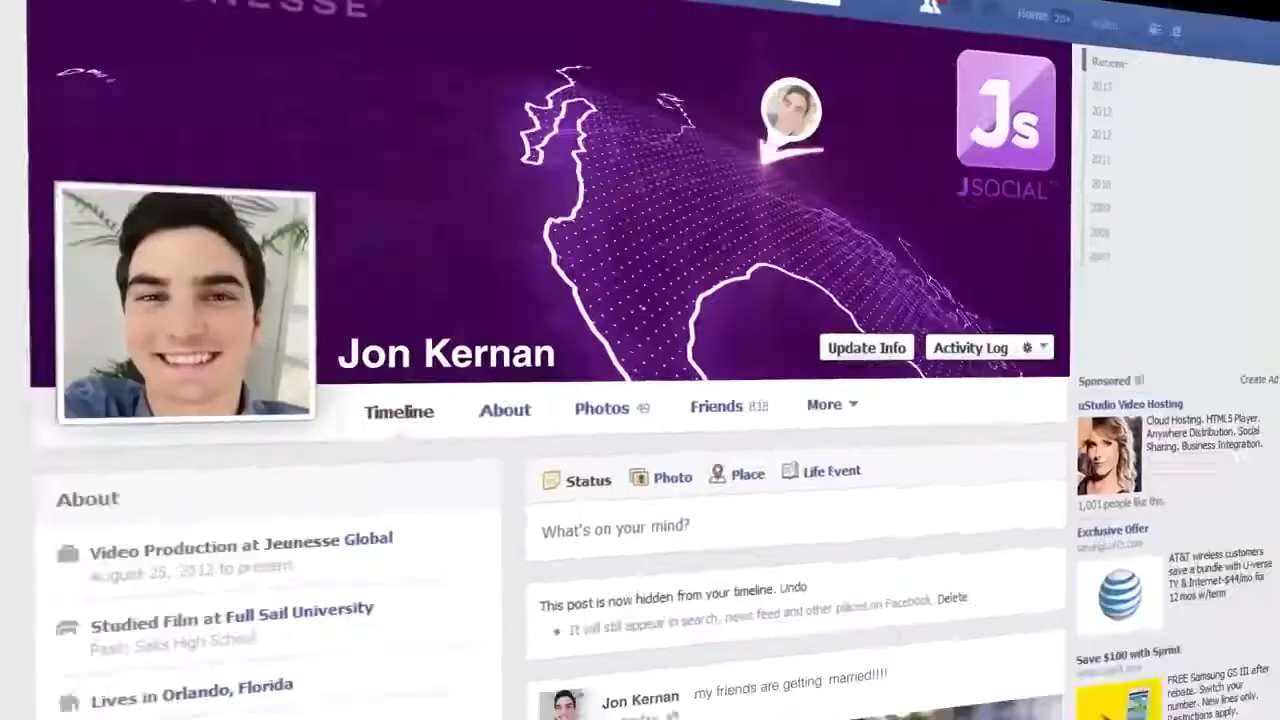 Home 20+
Js
JSOCIAL
Recent
2013
2012
2012
2011
2010
2009
2008
2007
Jon Kernan
Update Info
Activity Log
Timeline
About
Photos 49
Friends 818
More
About
Video Production at Jeunesse Global
August 25, 2012 to present
Studied Film at Full Sail University
Past: Saks High School
Lives in Orlando, Florida
Status
Photo
Place
Life Event
What's on your mind?
This post is now hidden from your timeline. Undo
It will still appear in search, news feed and other places on Facebook. Delete
Jon Kernan
my friends are getting married!!!!
Sponsored
Create Ad
uStudio Video Hosting
Cloud Hosting. HTML5 Player.
Anywhere Distribution. Social
Sharing. Business Integration.
1,001 people like this.
Exclusive Offer
AT&T wireless customers
save a bundle with U-verse
TV & Internet-$44/mo for
12 mos w/term
Save $100 with Sprint
FREE Samsung GS III after
rebate. Switch your
number. New lines only.
Restrictions apply.